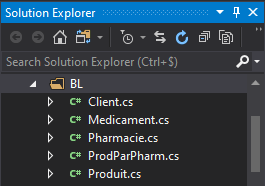 Solution Explorer
Search Solution Explorer (Ctrl+$)
BL
C# Client.cs
C# Medicament.cs
C# Pharmacie.cs
C# ProdParPharm.cs
C# Produit.cs